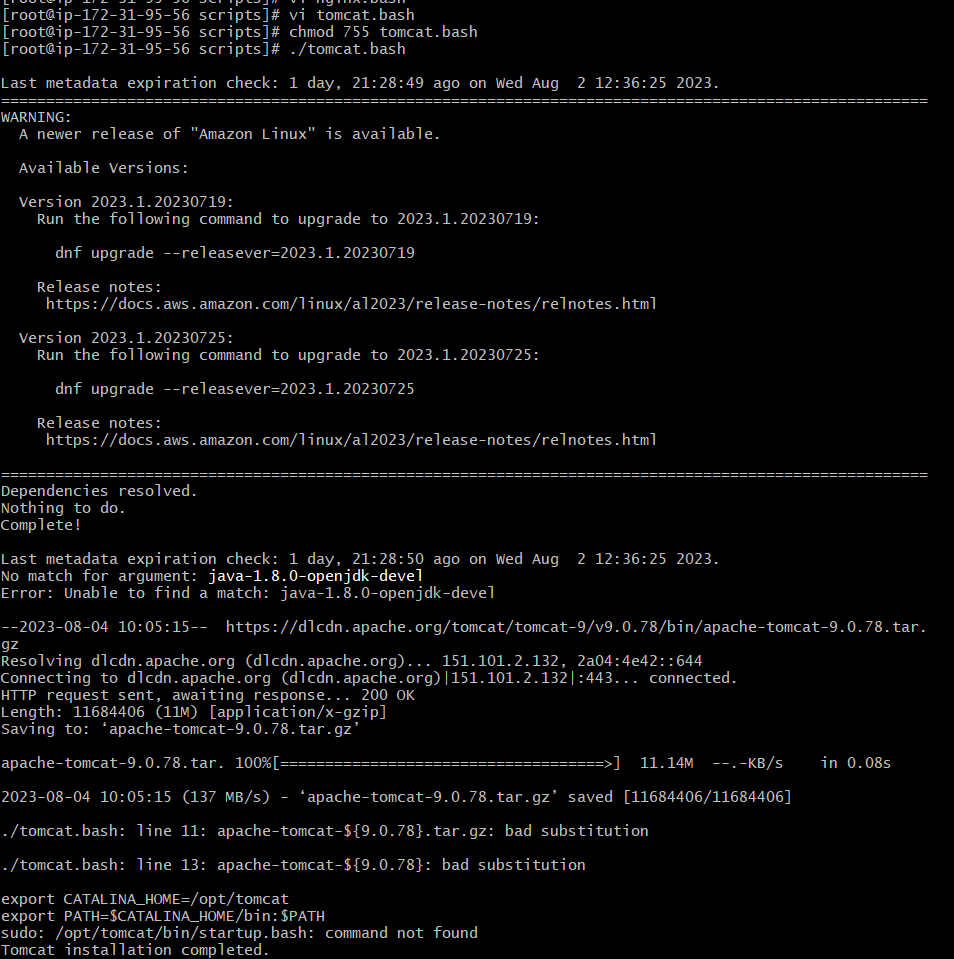 [root@ip-172-31-95-56 scripts]# vi nginx.bash
[root@ip-172-31-95-56 scripts]# vi tomcat.bash
[root@ip-172-31-95-56 scripts]# chmod 755 tomcat.bash
[root@ip-172-31-95-56 scripts]# ./tomcat.bash
Last metadata expiration check: 1 day, 21:28:49 ago on Wed Aug  2 12:36:25 2023.
=======================================================================================================
WARNING:
  A newer release of "Amazon Linux" is available.
  Available Versions:
  Version 2023.1.20230719:
    Run the following command to upgrade to 2023.1.20230719:
      dnf upgrade --releasever=2023.1.20230719
    Release notes:
     https://docs.aws.amazon.com/linux/al2023/release-notes/relnotes.html
  Version 2023.1.20230725:
    Run the following command to upgrade to 2023.1.20230725:
      dnf upgrade --releasever=2023.1.20230725
    Release notes:
     https://docs.aws.amazon.com/linux/al2023/release-notes/relnotes.html
=======================================================================================================
Dependencies resolved.
Nothing to do.
Complete!
Last metadata expiration check: 1 day, 21:28:50 ago on Wed Aug  2 12:36:25 2023.
No match for argument: java-1.8.0-openjdk-devel
Error: Unable to find a match: java-1.8.0-openjdk-devel
--2023-08-04 10:05:15--  https://dlcdn.apache.org/tomcat/tomcat-9/v9.0.78/bin/apache-tomcat-9.0.78.tar.
gz
Resolving dlcdn.apache.org (dlcdn.apache.org)... 151.101.2.132, 2a04:4e42::644
Connecting to dlcdn.apache.org (dlcdn.apache.org)|151.101.2.132|:443... connected.
HTTP request sent, awaiting response... 200 OK
Length: 11684406 (11M) [application/x-gzip]
Saving to: ‘apache-tomcat-9.0.78.tar.gz’
apache-tomcat-9.0.78.tar. 100%[====================================>]  11.14M  --.-KB/s    in 0.08s
2023-08-04 10:05:15 (137 MB/s) - ‘apache-tomcat-9.0.78.tar.gz’ saved [11684406/11684406]
./tomcat.bash: line 11: apache-tomcat-${9.0.78}.tar.gz: bad substitution
./tomcat.bash: line 13: apache-tomcat-${9.0.78}: bad substitution
export CATALINA_HOME=/opt/tomcat
export PATH=$CATALINA_HOME/bin:$PATH
sudo: /opt/tomcat/bin/startup.bash: command not found
Tomcat installation completed.